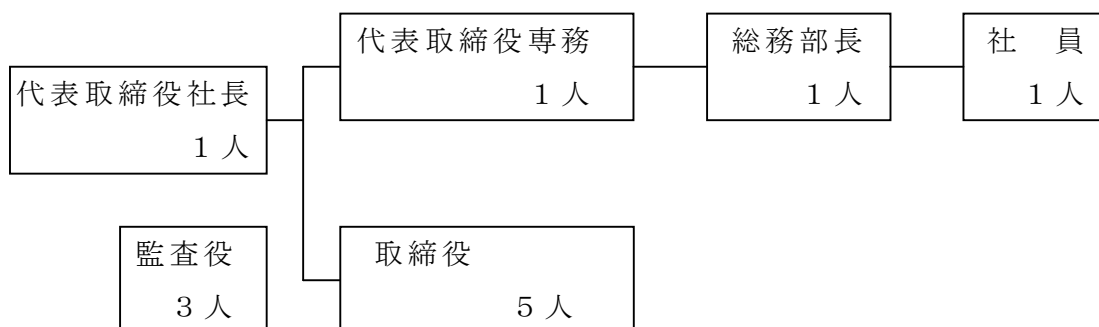 代表取締役社長
１人
代表取締役専務
１人
総務部長
１人
社　員
１人
監査役
３人
取締役
５人